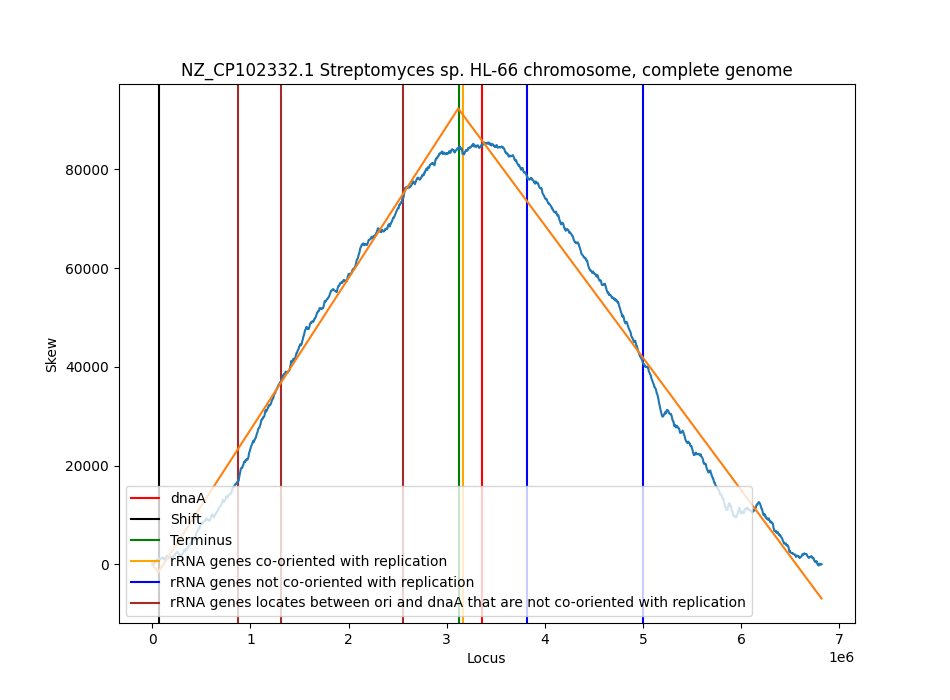 NZ_CP102332.1 Streptomyces sp. HL-66 chromosome, complete genome
Skew
80000
60000
40000
20000
0
dnaA
Shift
Terminus
rRNA genes co-oriented with replication
rRNA genes not co-oriented with replication
rRNA genes locates between ori and dnaA that are not co-oriented with replication
0 1 2 3 4 5 6 7
1e6
Locus